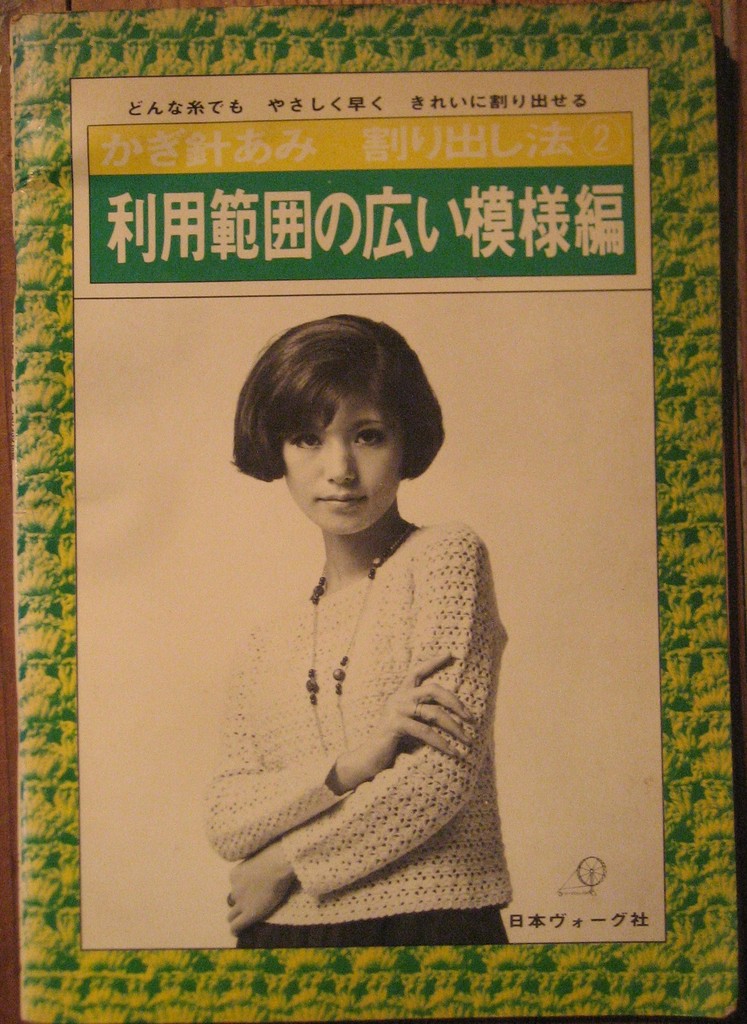 どんな糸でも やさしく早く きれいに割り出せる
かぎ針あみ 割り出し法②
利用範囲の広い模様編
日本ヴォーグ社